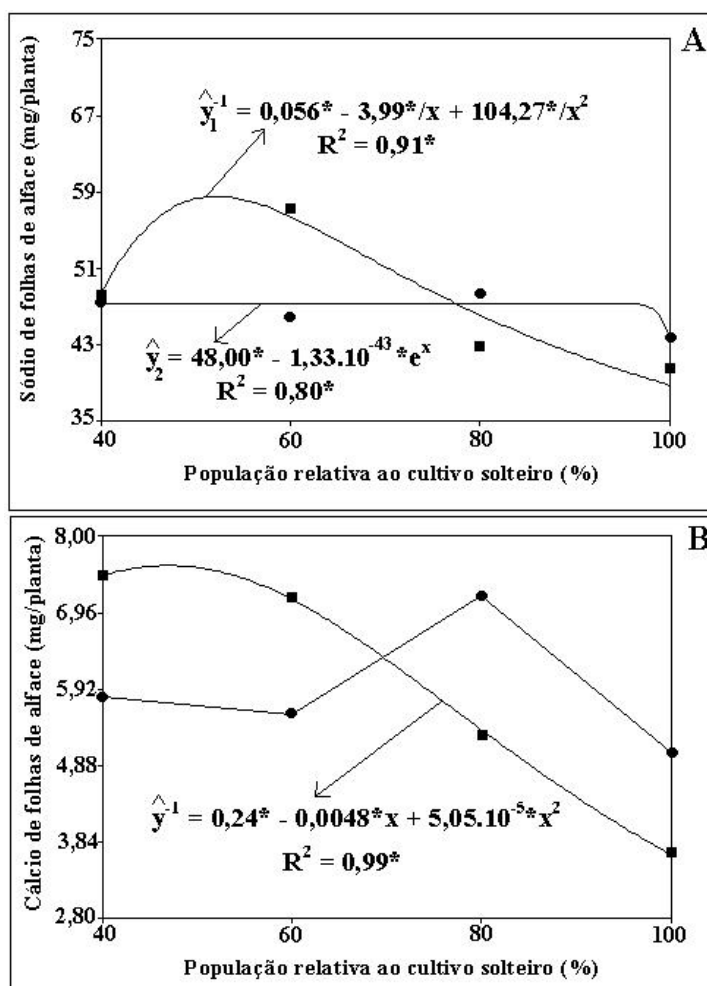 A
75
67
59
51
43
35
Sódio de folhas de alface (mg/planta)
ŷ₁⁻¹ = 0,056* - 3,99*/x + 104,27*/x²
R² = 0,91*
ŷ₂ = 48,00* - 1,33.10⁻⁴³*eˣ
R² = 0,80*
40 60 80 100
População relativa ao cultivo solteiro (%)
B
8,00
6,96
5,92
4,88
3,84
2,80
Cálcio de folhas de alface (mg/planta)
ŷ⁻¹ = 0,24* - 0,0048*x + 5,05.10⁻⁵*x²
R² = 0,99*
40 60 80 100
População relativa ao cultivo solteiro (%)